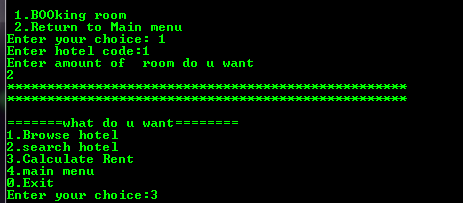 1.BOOking room
2.Return to Main menu
Enter your choice: 1
Enter hotel code:1
Enter amount of  room do u want
2
**************************************************
**************************************************
=======what do u want========
1.Browse hotel
2.search hotel
3.Calculate Rent
4.main menu
0.Exit
Enter your choice:3